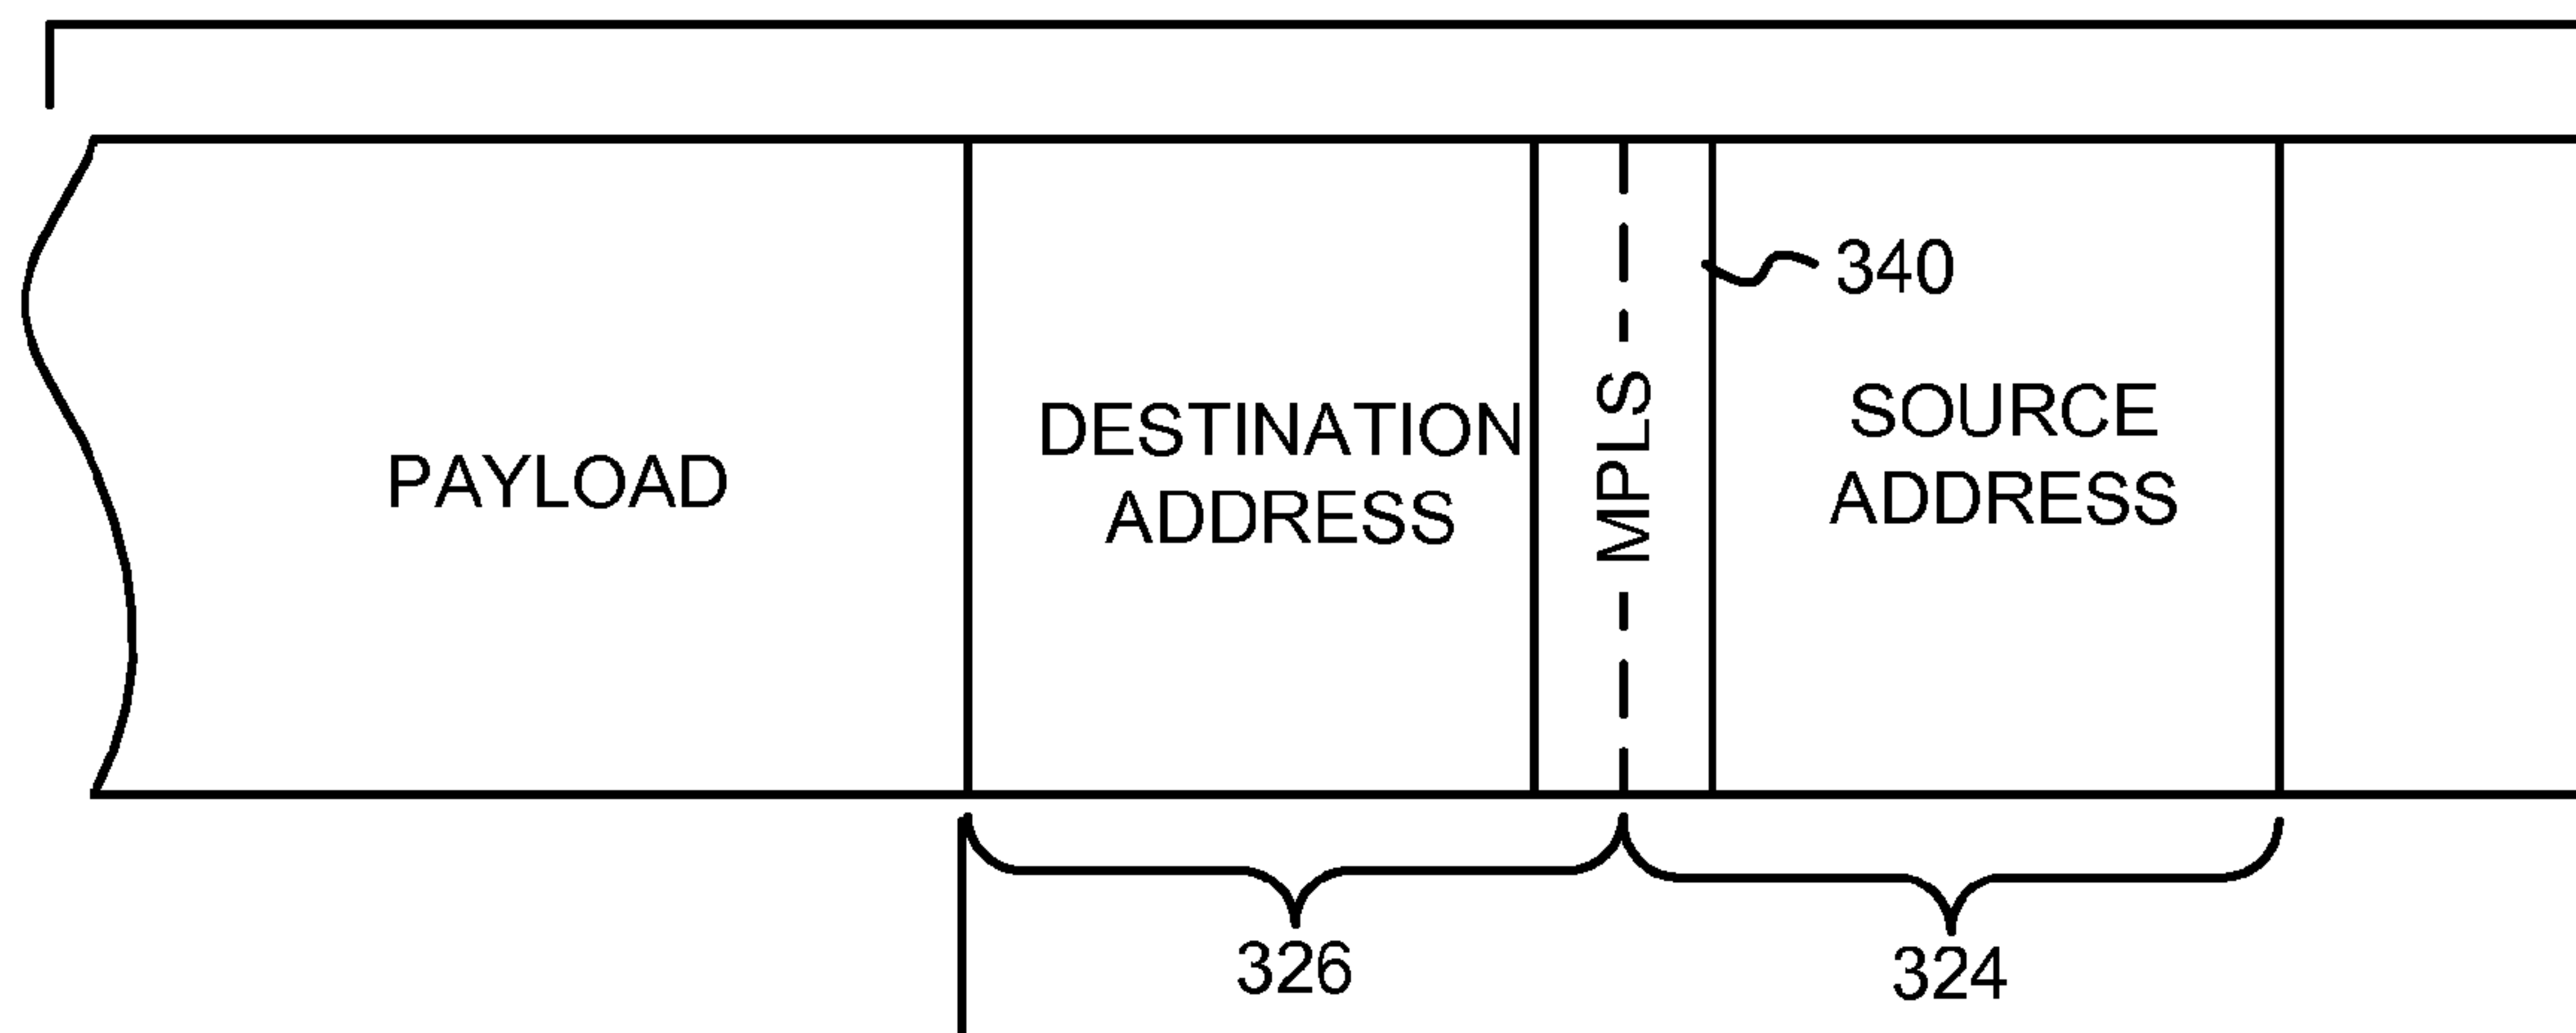 PAYLOAD
DESTINATION
ADDRESS
MPLS
340
SOURCE
ADDRESS
326
324